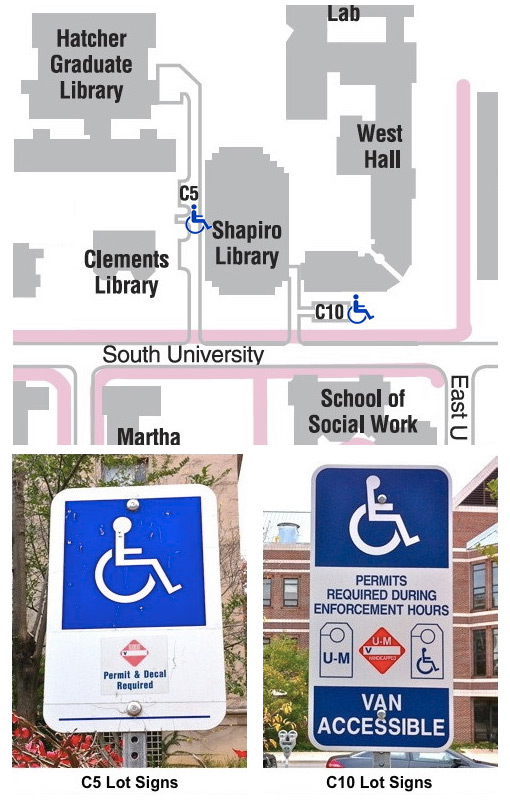 Lab
Hatcher
Graduate
Library
West
Hall
C5
Shapiro
Library
Clements
Library
C10
South University
East U
School of
Social Work
Martha
Permit & Decal
Required
PERMITS
REQUIRED DURING
ENFORCEMENT HOURS
U-M
U-M
V
HANDICAPPED
VAN
ACCESSIBLE
C5 Lot Signs
C10 Lot Signs